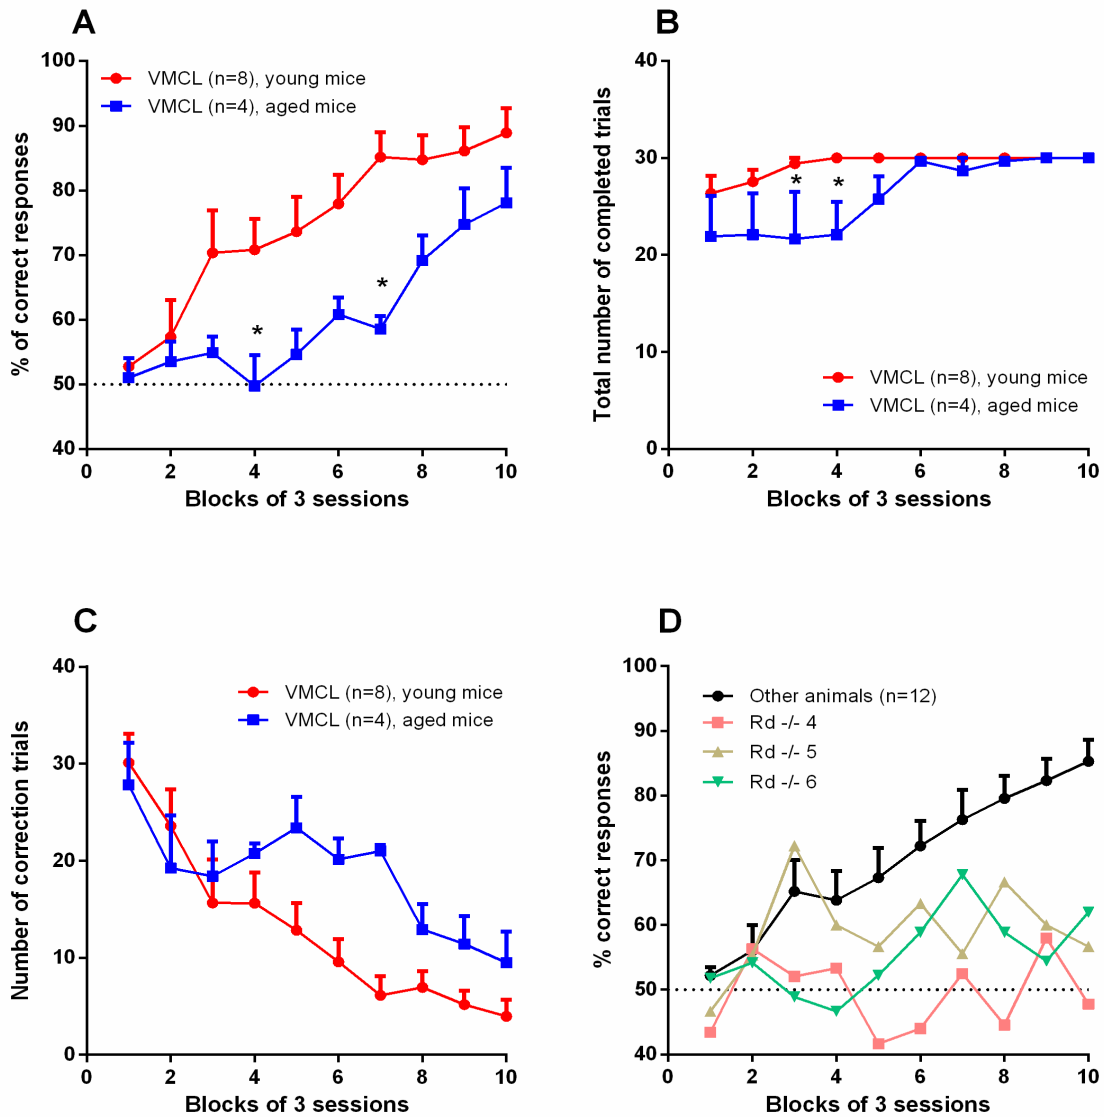 A
% of correct responses
100
90
80
70
60
50
40
VMCL (n=8), young mice
VMCL (n=4), aged mice
*
*
0
2
4
6
8
10
Blocks of 3 sessions
B
Total number of completed trials
40
30
20
10
0
*
*
VMCL (n=8), young mice
VMCL (n=4), aged mice
0
2
4
6
8
10
Blocks of 3 sessions
C
Number of correction trials
40
30
20
10
0
VMCL (n=8), young mice
VMCL (n=4), aged mice
0
2
4
6
8
10
Blocks of 3 sessions
D
% correct responses
100
90
80
70
60
50
40
Other animals (n=12)
Rd -/- 4
Rd -/- 5
Rd -/- 6
0
2
4
6
8
10
Blocks of 3 sessions